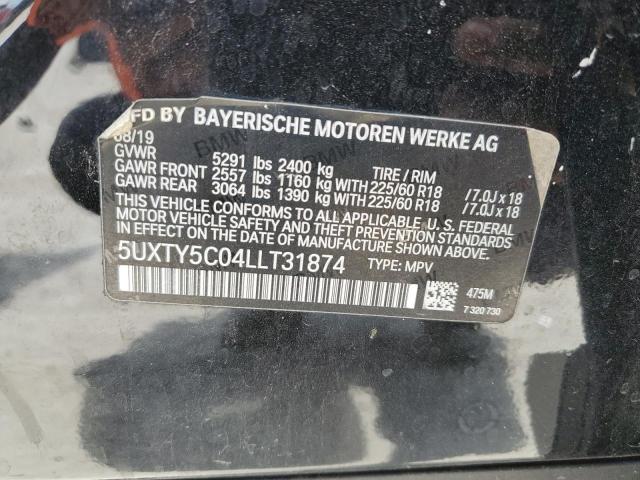 MFD BY BAYERISCHE MOTOREN WERKE AG
08/19
GVWR 5291 lbs 2400 kg TIRE / RIM
GAWR FRONT 2557 lbs 1160 kg WITH 225/60 R18 / 7.0J x 18
GAWR REAR 3064 lbs 1390 kg WITH 225/60 R18 / 7.0J x 18
THIS VEHICLE CONFORMS TO ALL APPLICABLE U. S. FEDERAL
MOTOR VEHICLE SAFETY, BUMPER, AND THEFT PREVENTION STANDARDS
IN EFFECT ON THE DATE OF MANUFACTURE SHOWN ABOVE.
5UXTY5C04LLT31874 TYPE: MPV
475M
7 320 730